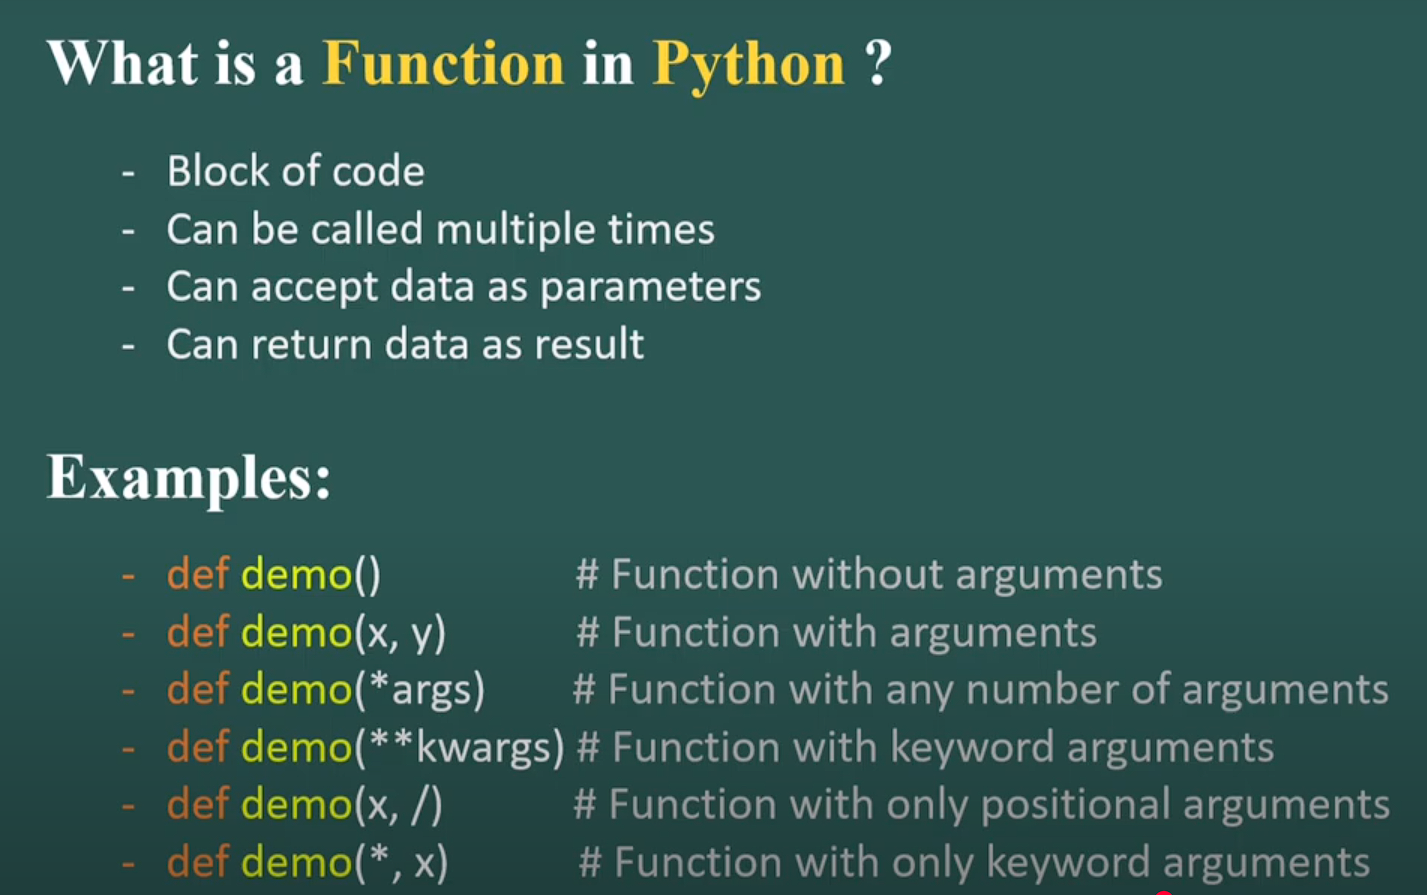 What is a Function in Python ?
- Block of code
- Can be called multiple times
- Can accept data as parameters
- Can return data as result
Examples:
- def demo() # Function without arguments
- def demo(x, y) # Function with arguments
- def demo(*args) # Function with any number of arguments
- def demo(**kwargs) # Function with keyword arguments
- def demo(x, /) # Function with only positional arguments
- def demo(*, x) # Function with only keyword arguments